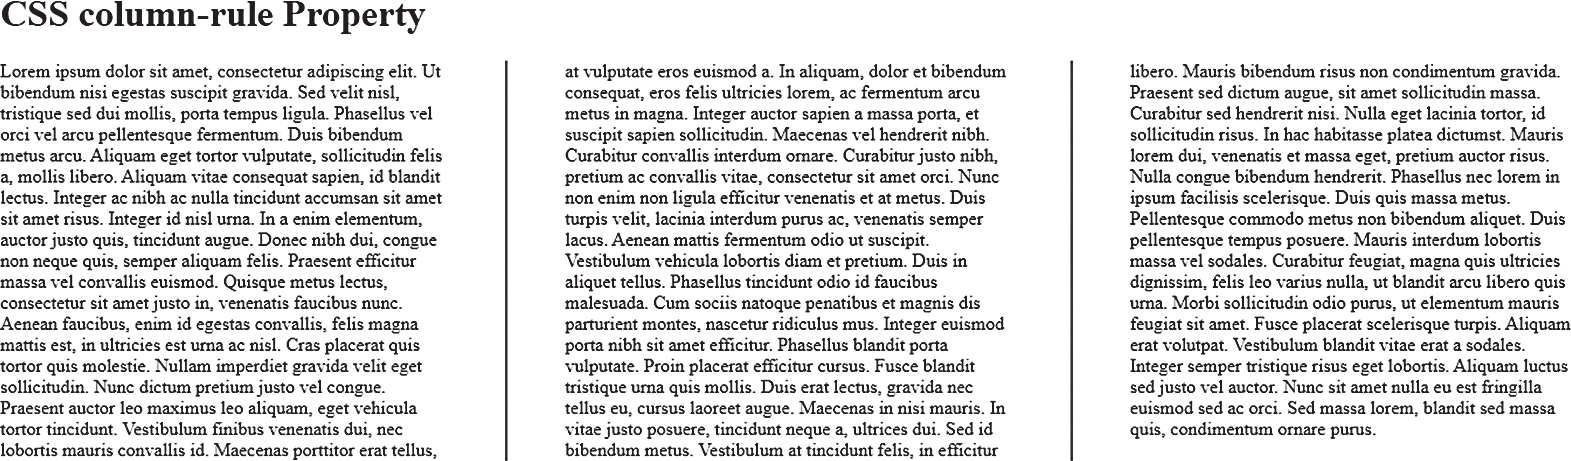 CSS column-rule Property
Lorem ipsum dolor sit amet, consectetur adipiscing elit. Ut
bibendum nisi egestas suscipit gravida. Sed velit nisl,
tristique sed dui mollis, porta tempus ligula. Phasellus vel
orci vel arcu pellentesque fermentum. Duis bibendum
metus arcu. Aliquam eget tortor vulputate, sollicitudin felis
a, mollis libero. Aliquam vitae consequat sapien, id blandit
lectus. Integer ac nibh ac nulla tincidunt accumsan sit amet
sit amet risus. Integer id nisl urna. In a enim elementum,
auctor justo quis, tincidunt augue. Donec nibh dui, congue
non neque quis, semper aliquam felis. Praesent efficitur
massa vel convallis euismod. Quisque metus lectus,
consectetur sit amet justo in, venenatis faucibus nunc.
Aenean faucibus, enim id egestas convallis, felis magna
mattis est, in ultricies est urna ac nisl. Cras placerat quis
tortor quis molestie. Nullam imperdiet gravida velit eget
sollicitudin. Nunc dictum pretium justo vel congue.
Praesent auctor leo maximus leo aliquam, eget vehicula
tortor tincidunt. Vestibulum finibus venenatis dui, nec
lobortis mauris convallis id. Maecenas porttitor erat tellus,
at vulputate eros euismod a. In aliquam, dolor et bibendum
consequat, eros felis ultricies lorem, ac fermentum arcu
metus in magna. Integer auctor sapien a massa porta, et
suscipit sapien sollicitudin. Maecenas vel hendrerit nibh.
Curabitur convallis interdum ornare. Curabitur justo nibh,
pretium ac convallis vitae, consectetur sit amet orci. Nunc
non enim non ligula efficitur venenatis et at metus. Duis
turpis velit, lacinia interdum purus ac, venenatis semper
lacus. Aenean mattis fermentum odio ut suscipit.
Vestibulum vehicula lobortis diam et pretium. Duis in
aliquet tellus. Phasellus tincidunt odio id faucibus
malesuada. Cum sociis natoque penatibus et magnis dis
parturient montes, nascetur ridiculus mus. Integer euismod
porta nibh sit amet efficitur. Phasellus blandit porta
vulputate. Proin placerat efficitur cursus. Fusce blandit
tristique urna quis mollis. Duis erat lectus, gravida nec
tellus eu, cursus laoreet augue. Maecenas in nisi mauris. In
vitae justo posuere, tincidunt neque a, ultrices dui. Sed id
bibendum metus. Vestibulum at tincidunt felis, in efficitur
libero. Mauris bibendum risus non condimentum gravida.
Praesent sed dictum augue, sit amet sollicitudin massa.
Curabitur sed hendrerit nisi. Nulla eget lacinia tortor, id
sollicitudin risus. In hac habitasse platea dictumst. Mauris
lorem dui, venenatis et massa eget, pretium auctor risus.
Nulla congue bibendum hendrerit. Phasellus nec lorem in
ipsum facilisis scelerisque. Duis quis massa metus.
Pellentesque commodo metus non bibendum aliquet. Duis
pellentesque tempus posuere. Mauris interdum lobortis
massa vel sodales. Curabitur feugiat, magna quis ultricies
dignissim, felis leo varius nulla, ut blandit arcu libero quis
urna. Morbi sollicitudin odio purus, ut elementum mauris
feugiat sit amet. Fusce placerat scelerisque turpis. Aliquam
erat volutpat. Vestibulum blandit vitae erat a sodales.
Integer semper tristique risus eget lobortis. Aliquam luctus
sed justo vel auctor. Nunc sit amet nulla eu est fringilla
euismod sed ac orci. Sed massa lorem, blandit sed massa
quis, condimentum ornare purus.